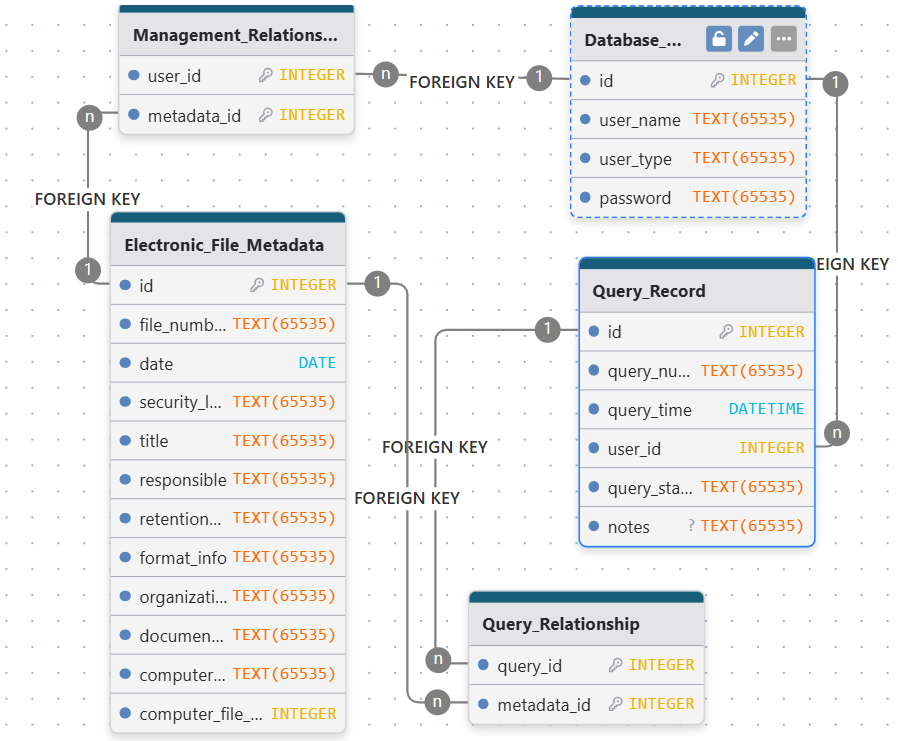 Management_Relations...
user_id INTEGER
metadata_id INTEGER
n
FOREIGN KEY
1
Database_...
id INTEGER
user_name TEXT(65535)
user_type TEXT(65535)
password TEXT(65535)
1
EIGN KEY
n
n
FOREIGN KEY
1
Electronic_File_Metadata
id INTEGER
file_numb... TEXT(65535)
date DATE
security_l... TEXT(65535)
title TEXT(65535)
responsible TEXT(65535)
retention... TEXT(65535)
format_info TEXT(65535)
organizati... TEXT(65535)
documen... TEXT(65535)
computer... TEXT(65535)
computer_file_... INTEGER
1
FOREIGN KEY
FOREIGN KEY
1
Query_Record
id INTEGER
query_nu... TEXT(65535)
query_time DATETIME
user_id INTEGER
query_sta... TEXT(65535)
notes ? TEXT(65535)
Query_Relationship
n
query_id INTEGER
n
metadata_id INTEGER